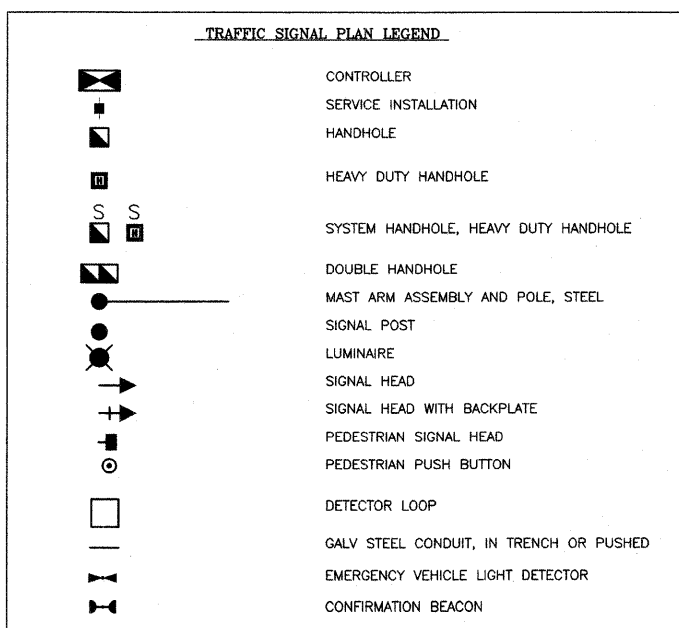 TRAFFIC SIGNAL PLAN LEGEND
CONTROLLER
SERVICE INSTALLATION
HANDHOLE
H HEAVY DUTY HANDHOLE
S S
H SYSTEM HANDHOLE, HEAVY DUTY HANDHOLE
DOUBLE HANDHOLE
MAST ARM ASSEMBLY AND POLE, STEEL
SIGNAL POST
LUMINAIRE
SIGNAL HEAD
SIGNAL HEAD WITH BACKPLATE
PEDESTRIAN SIGNAL HEAD
PEDESTRIAN PUSH BUTTON
DETECTOR LOOP
GALV STEEL CONDUIT, IN TRENCH OR PUSHED
EMERGENCY VEHICLE LIGHT DETECTOR
CONFIRMATION BEACON